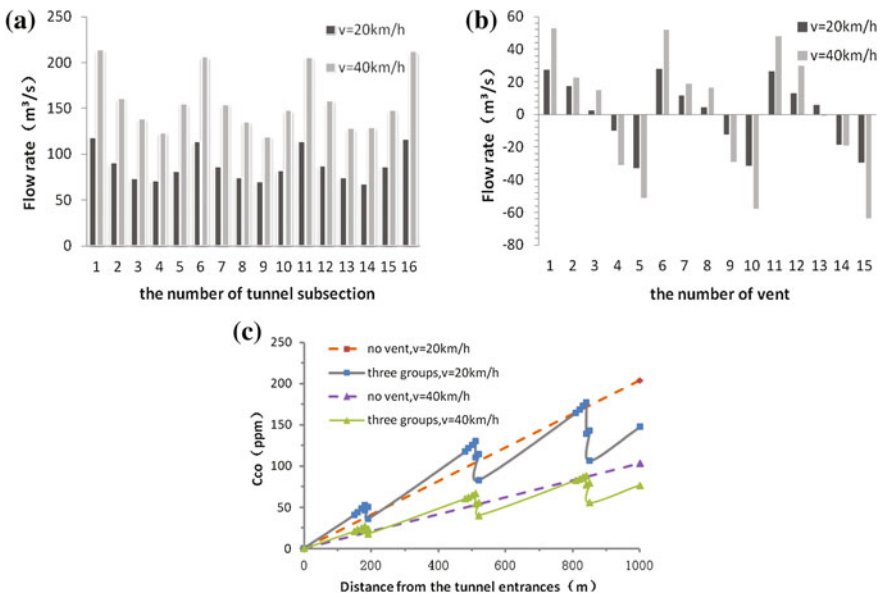 (a)
250
200
150
100
50
0
Flow rate（m³/s）
v=20km/h
v=40km/h
1 2 3 4 5 6 7 8 9 10 11 12 13 14 15 16
the number of tunnel subsection
(b)
60
40
20
0
-20
-40
-60
-80
Flow rate（m³/s）
v=20km/h
v=40km/h
1 2 3 4 5 6 7 8 9 10 11 12 13 14 15
the number of vent
(c)
250
200
150
100
50
0
Cco（ppm）
no vent,v=20km/h
three groups,v=20km/h
no vent,v=40km/h
three groups,v=40km/h
0 200 400 600 800 1000
Distance from the tunnel entrances（m）